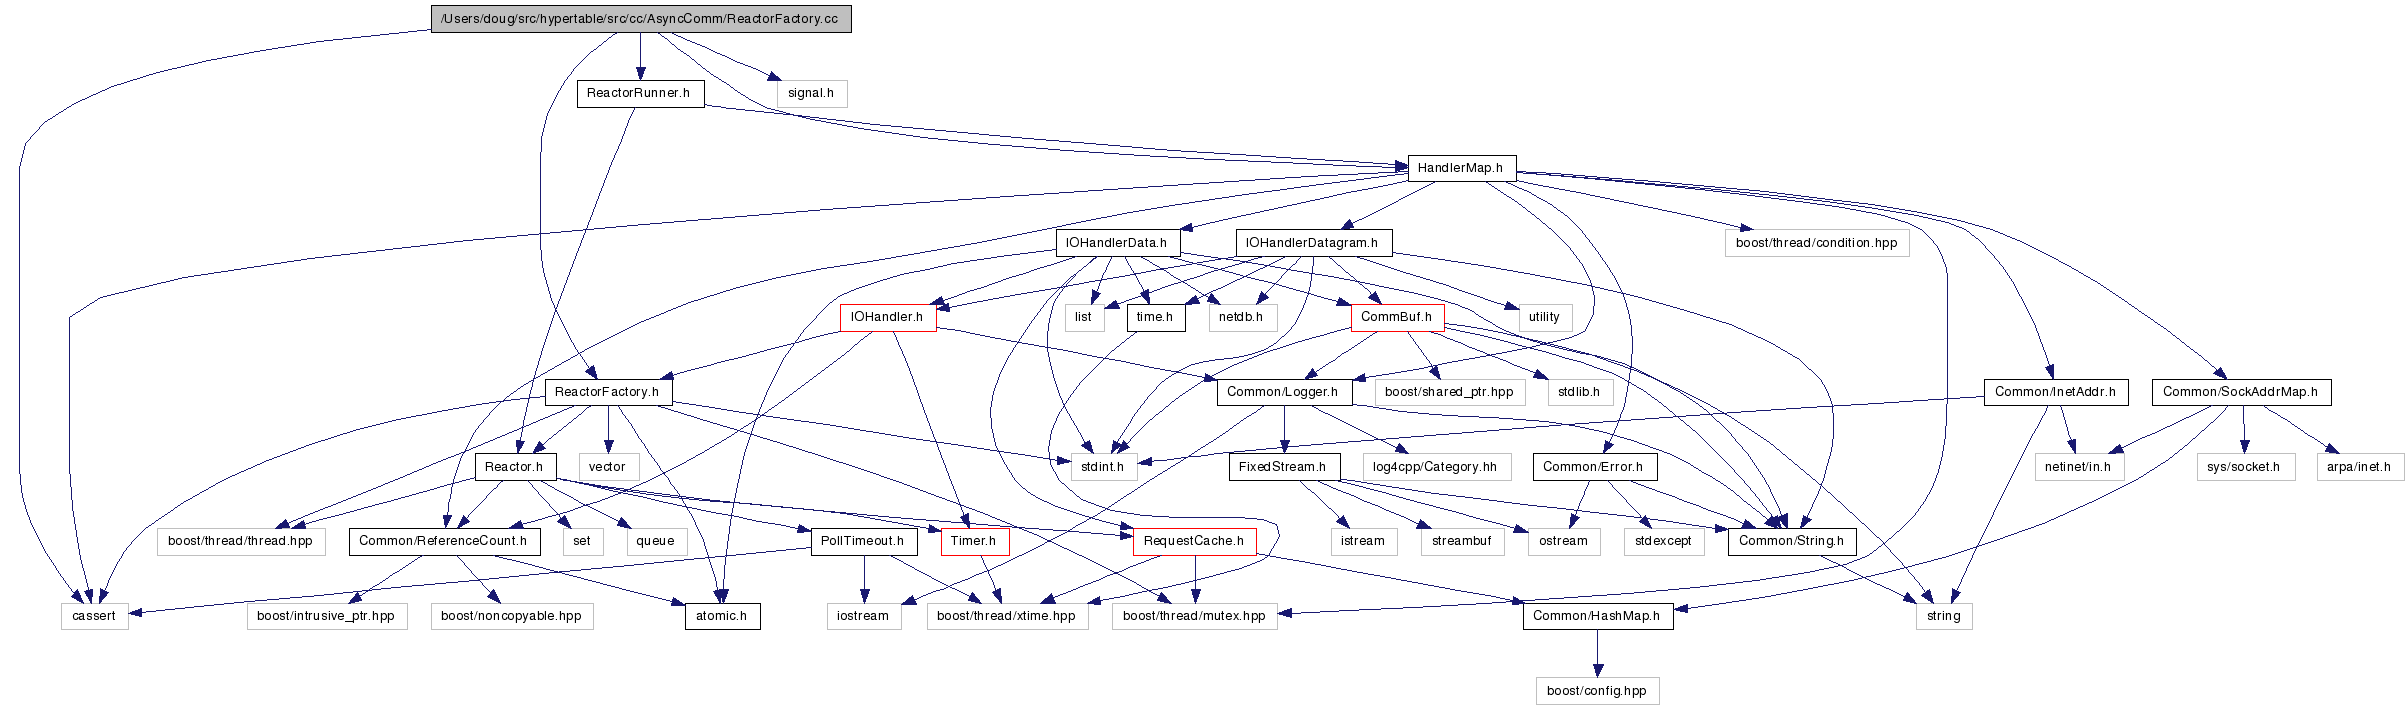 /Users/doug/src/hypertable/src/cc/AsyncComm/ReactorFactory.cc
ReactorRunner.h
signal.h
HandlerMap.h
IOHandlerData.h
IOHandlerDatagram.h
boost/thread/condition.hpp
IOHandler.h
list
time.h
netdb.h
CommBuf.h
utility
ReactorFactory.h
Common/Logger.h
boost/shared_ptr.hpp
stdlib.h
Common/InetAddr.h
Common/SockAddrMap.h
Reactor.h
vector
stdint.h
FixedStream.h
log4cpp/Category.hh
Common/Error.h
netinet/in.h
sys/socket.h
arpa/inet.h
boost/thread/thread.hpp
Common/ReferenceCount.h
set
queue
PollTimeout.h
Timer.h
RequestCache.h
istream
streambuf
ostream
stdexcept
Common/String.h
cassert
boost/intrusive_ptr.hpp
boost/noncopyable.hpp
atomic.h
iostream
boost/thread/xtime.hpp
boost/thread/mutex.hpp
Common/HashMap.h
string
boost/config.hpp